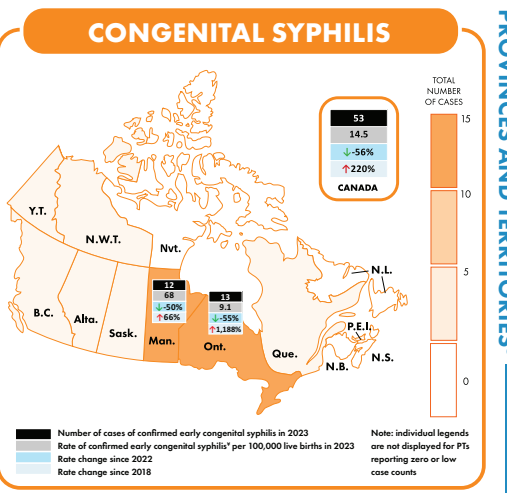 CONGENITAL SYPHILIS
PROVINCES AND TERRITORIES
TOTAL
NUMBER
OF CASES
15
10
5
0
53
14.5
↓-56%
↑220%
CANADA
Y.T.
N.W.T.
Nvt.
B.C.
Alta.
Sask.
Man.
12
68
↓-50%
↑66%
Ont.
13
9.1
↓-55%
↑1,188%
Que.
N.L.
P.E.I.
N.S.
N.B.
Number of cases of confirmed early congenital syphilis in 2023
Rate of confirmed early congenital syphilis per 100,000 live births in 2023
Rate change since 2022
Rate change since 2018
Note: individual legends
are not displayed for PTs
reporting zero or low
case counts